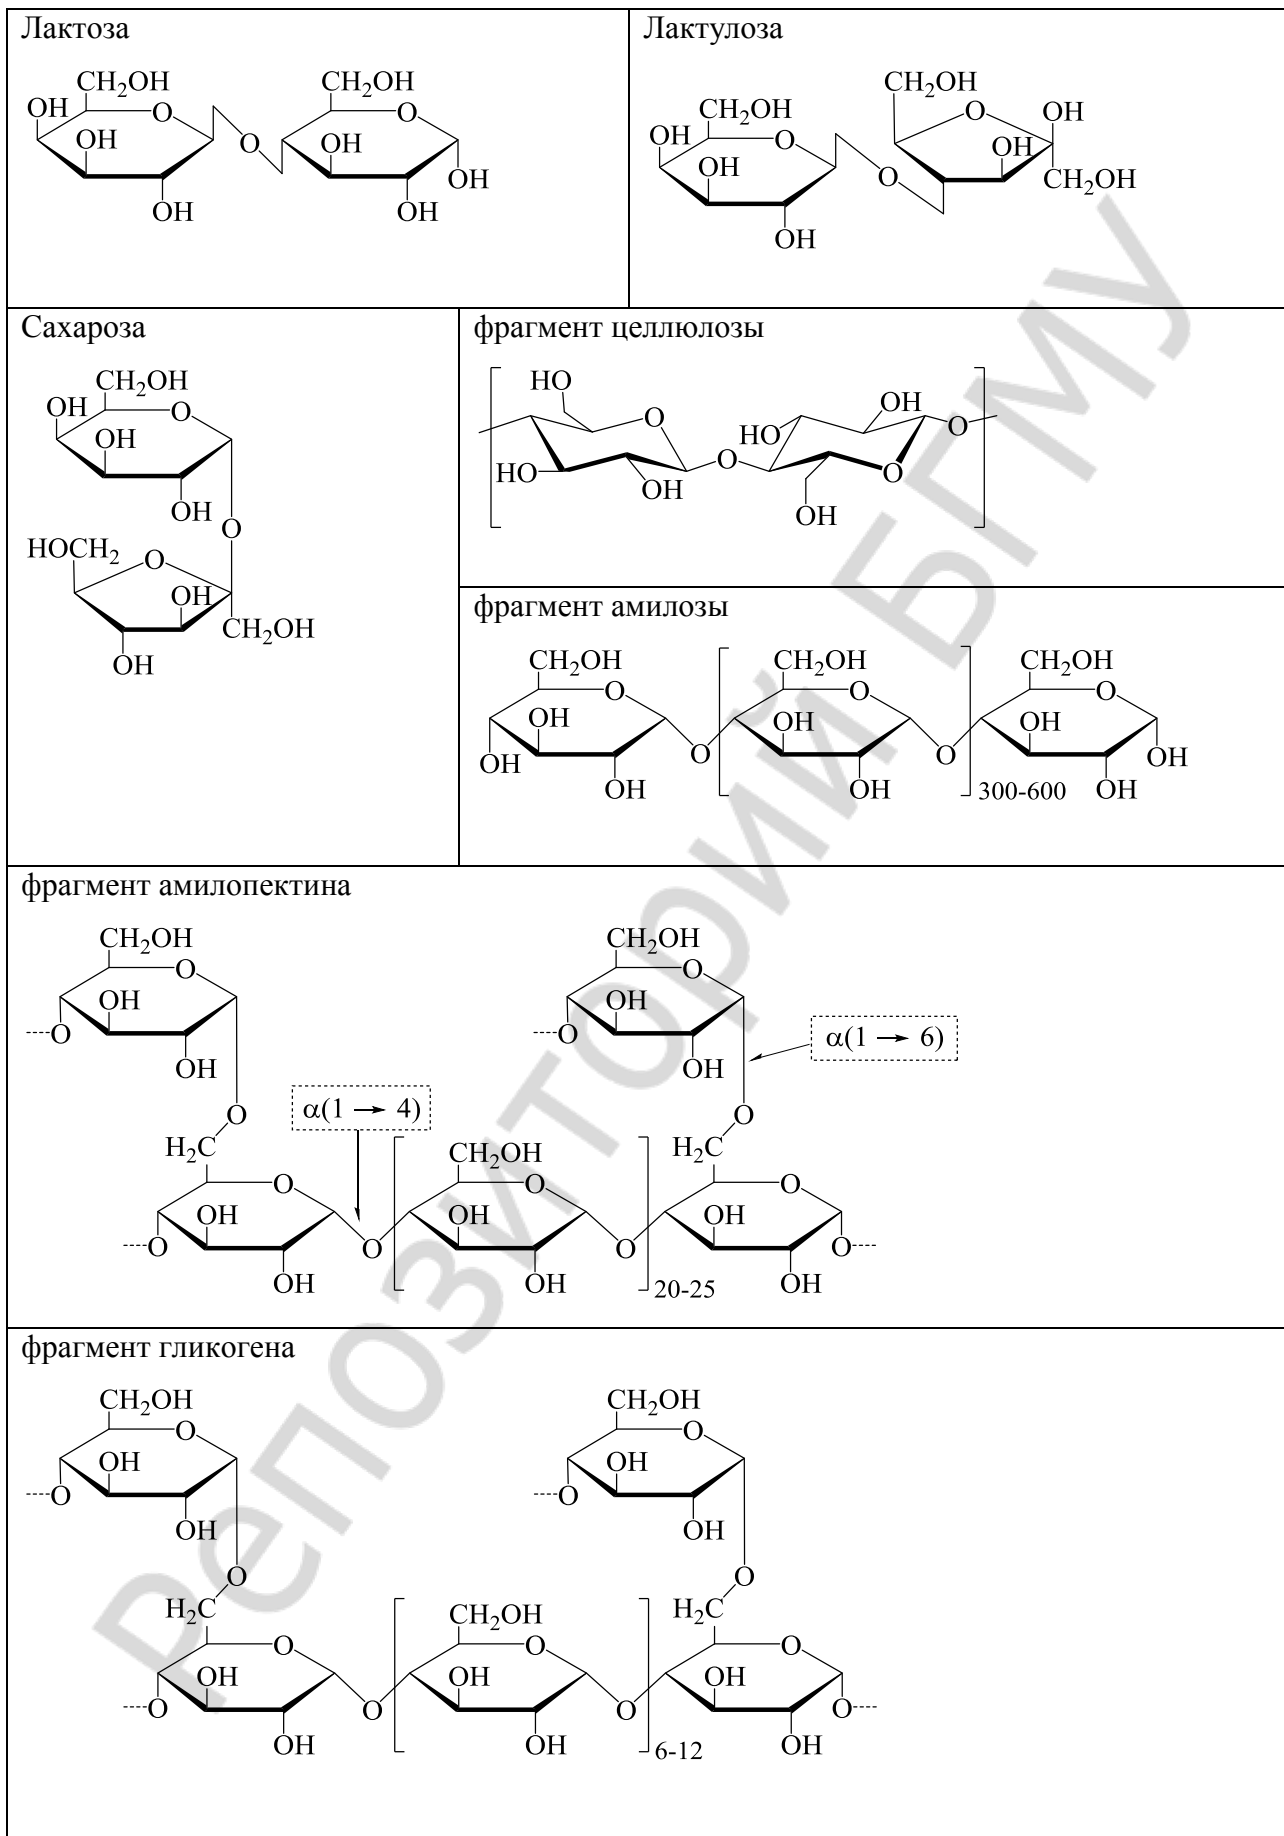 Лактоза
CH2OH
CH2OH
OH
O
O
OH
O
OH
OH
OH
OH
Лактулоза
CH2OH
CH2OH
O
OH
OH
O
OH
OH
O
CH2OH
OH
Сахароза
CH2OH
OH
O
OH
OH
O
HOCH2
O
OH
CH2OH
OH
фрагмент целлюлозы
HO
OH
O
O
HO
HO
O
O
OH
OH
фрагмент амилозы
CH2OH
CH2OH
CH2OH
O
O
O
OH
OH
OH
OH
O
O
OH
OH
OH
OH
300-600
фрагмент амилопектина
CH2OH
CH2OH
O
O
OH
OH
O
O
α(1 → 6)
OH
OH
α(1 → 4)
O
O
H2C
CH2OH
H2C
O
O
O
OH
OH
OH
O
O
O
O
OH
OH
OH
20-25
фрагмент гликогена
CH2OH
CH2OH
O
O
OH
OH
O
O
OH
OH
O
O
H2C
CH2OH
H2C
O
O
O
OH
OH
OH
O
O
O
O
OH
OH
OH
6-12
Репозиторий БГМУ